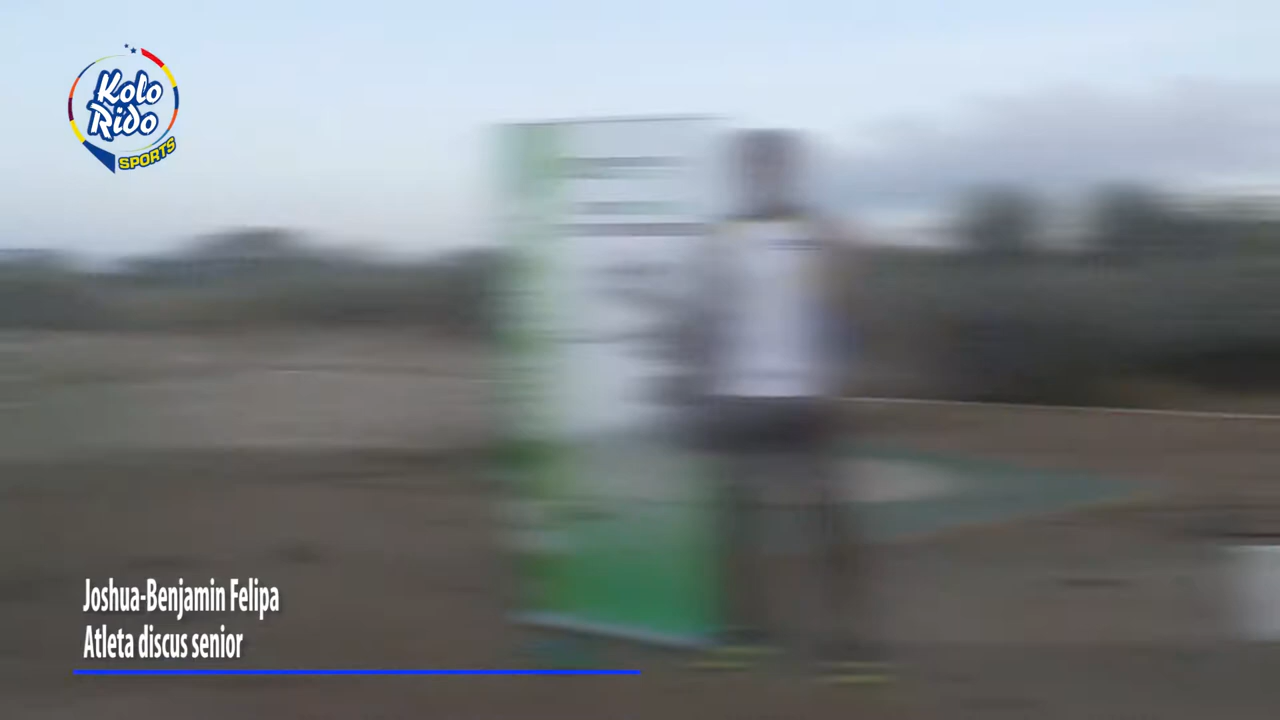 Kolo
Rido
SPORTS
Joshua-Benjamin Felipa
Atleta discus senior